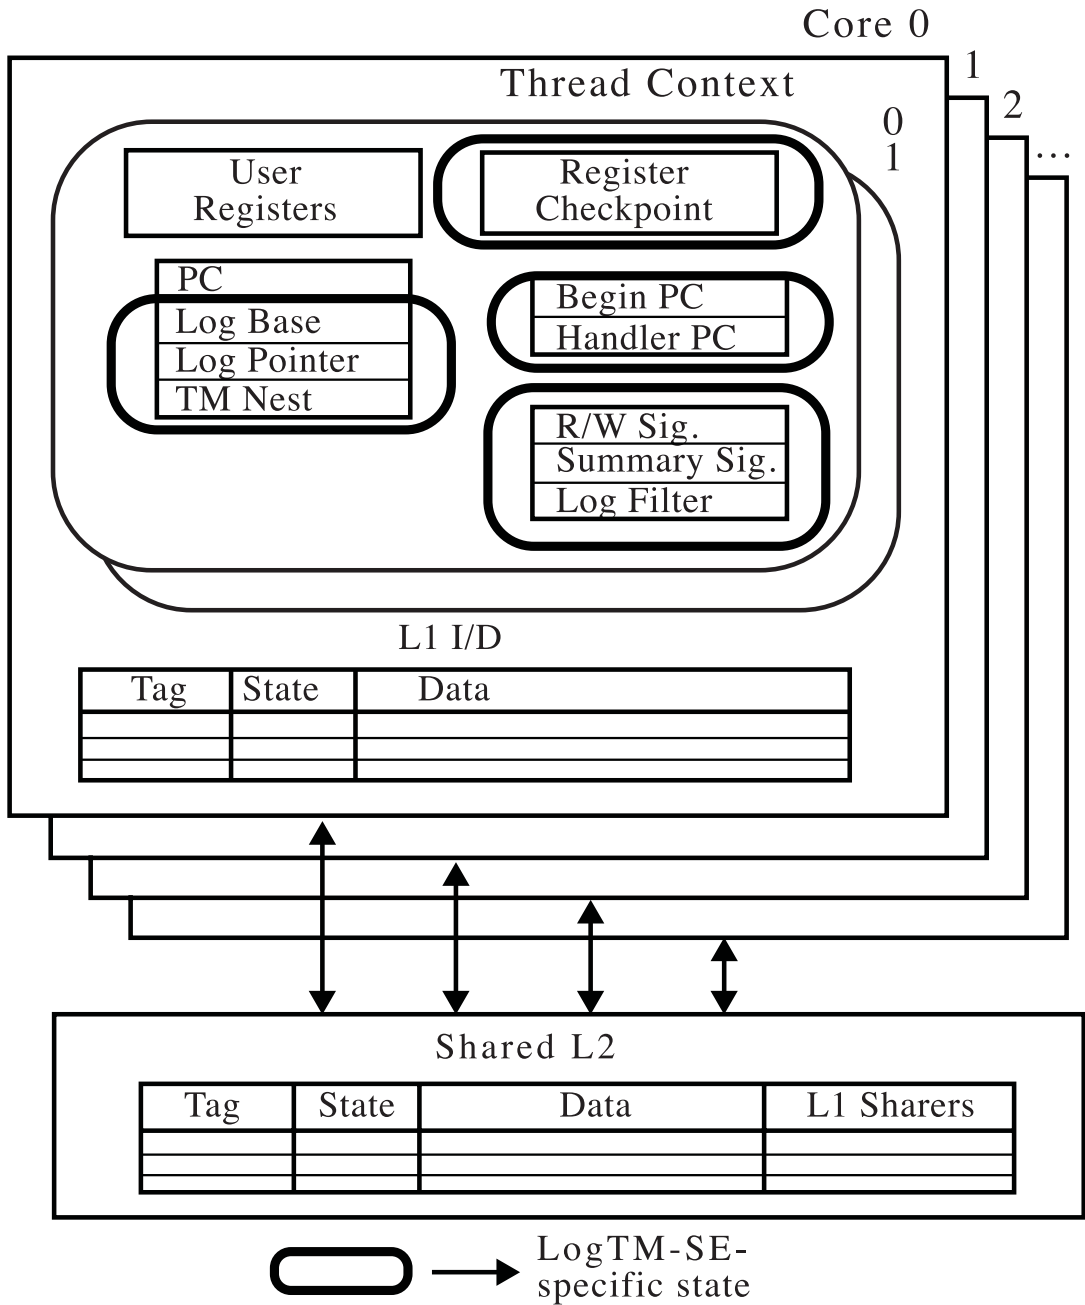 Core 0
1
2
...
Thread Context
0
1
User
Registers
Register
Checkpoint
PC
Log Base
Log Pointer
TM Nest
Begin PC
Handler PC
R/W Sig.
Summary Sig.
Log Filter
L1 I/D
Tag State Data
Shared L2
Tag State Data L1 Sharers
LogTM-SE-
specific state